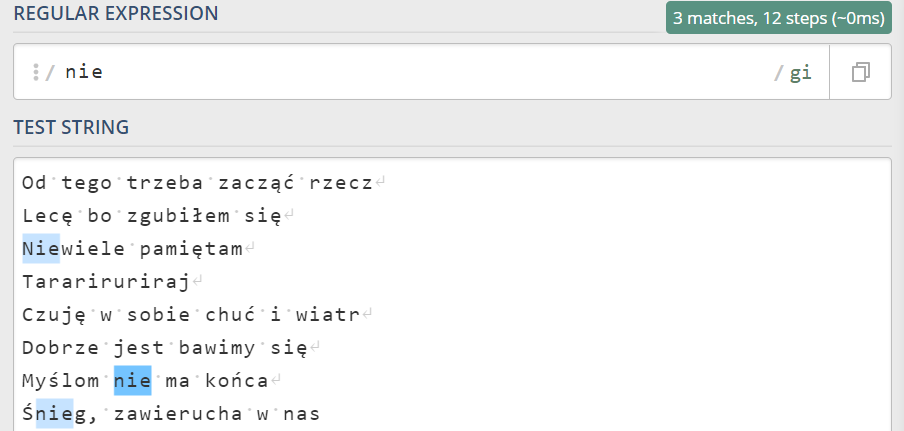 REGULAR EXPRESSION
3 matches, 12 steps (~0ms)
/ nie / gi
TEST STRING
Od tego trzeba zacząć rzecz
Lecę bo zgubiłem się
Niewiele pamiętam
Tarariruriraj
Czuję w sobie chuć i wiatr
Dobrze jest bawimy się
Myślom nie ma końca
Śnieg, zawierucha w nas